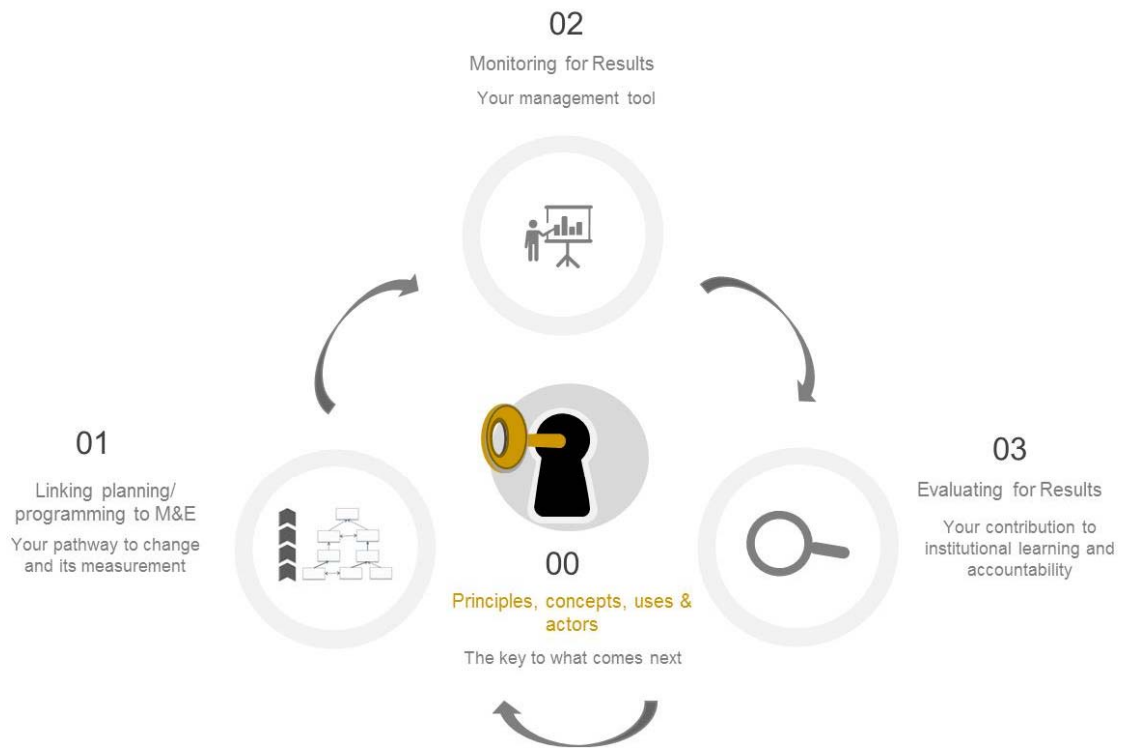 02
Monitoring for Results
Your management tool
01
Linking planning/
programming to M&E
Your pathway to change
and its measurement
03
Evaluating for Results
Your contribution to
institutional learning and
accountability
00
Principles, concepts, uses &
actors
The key to what comes next